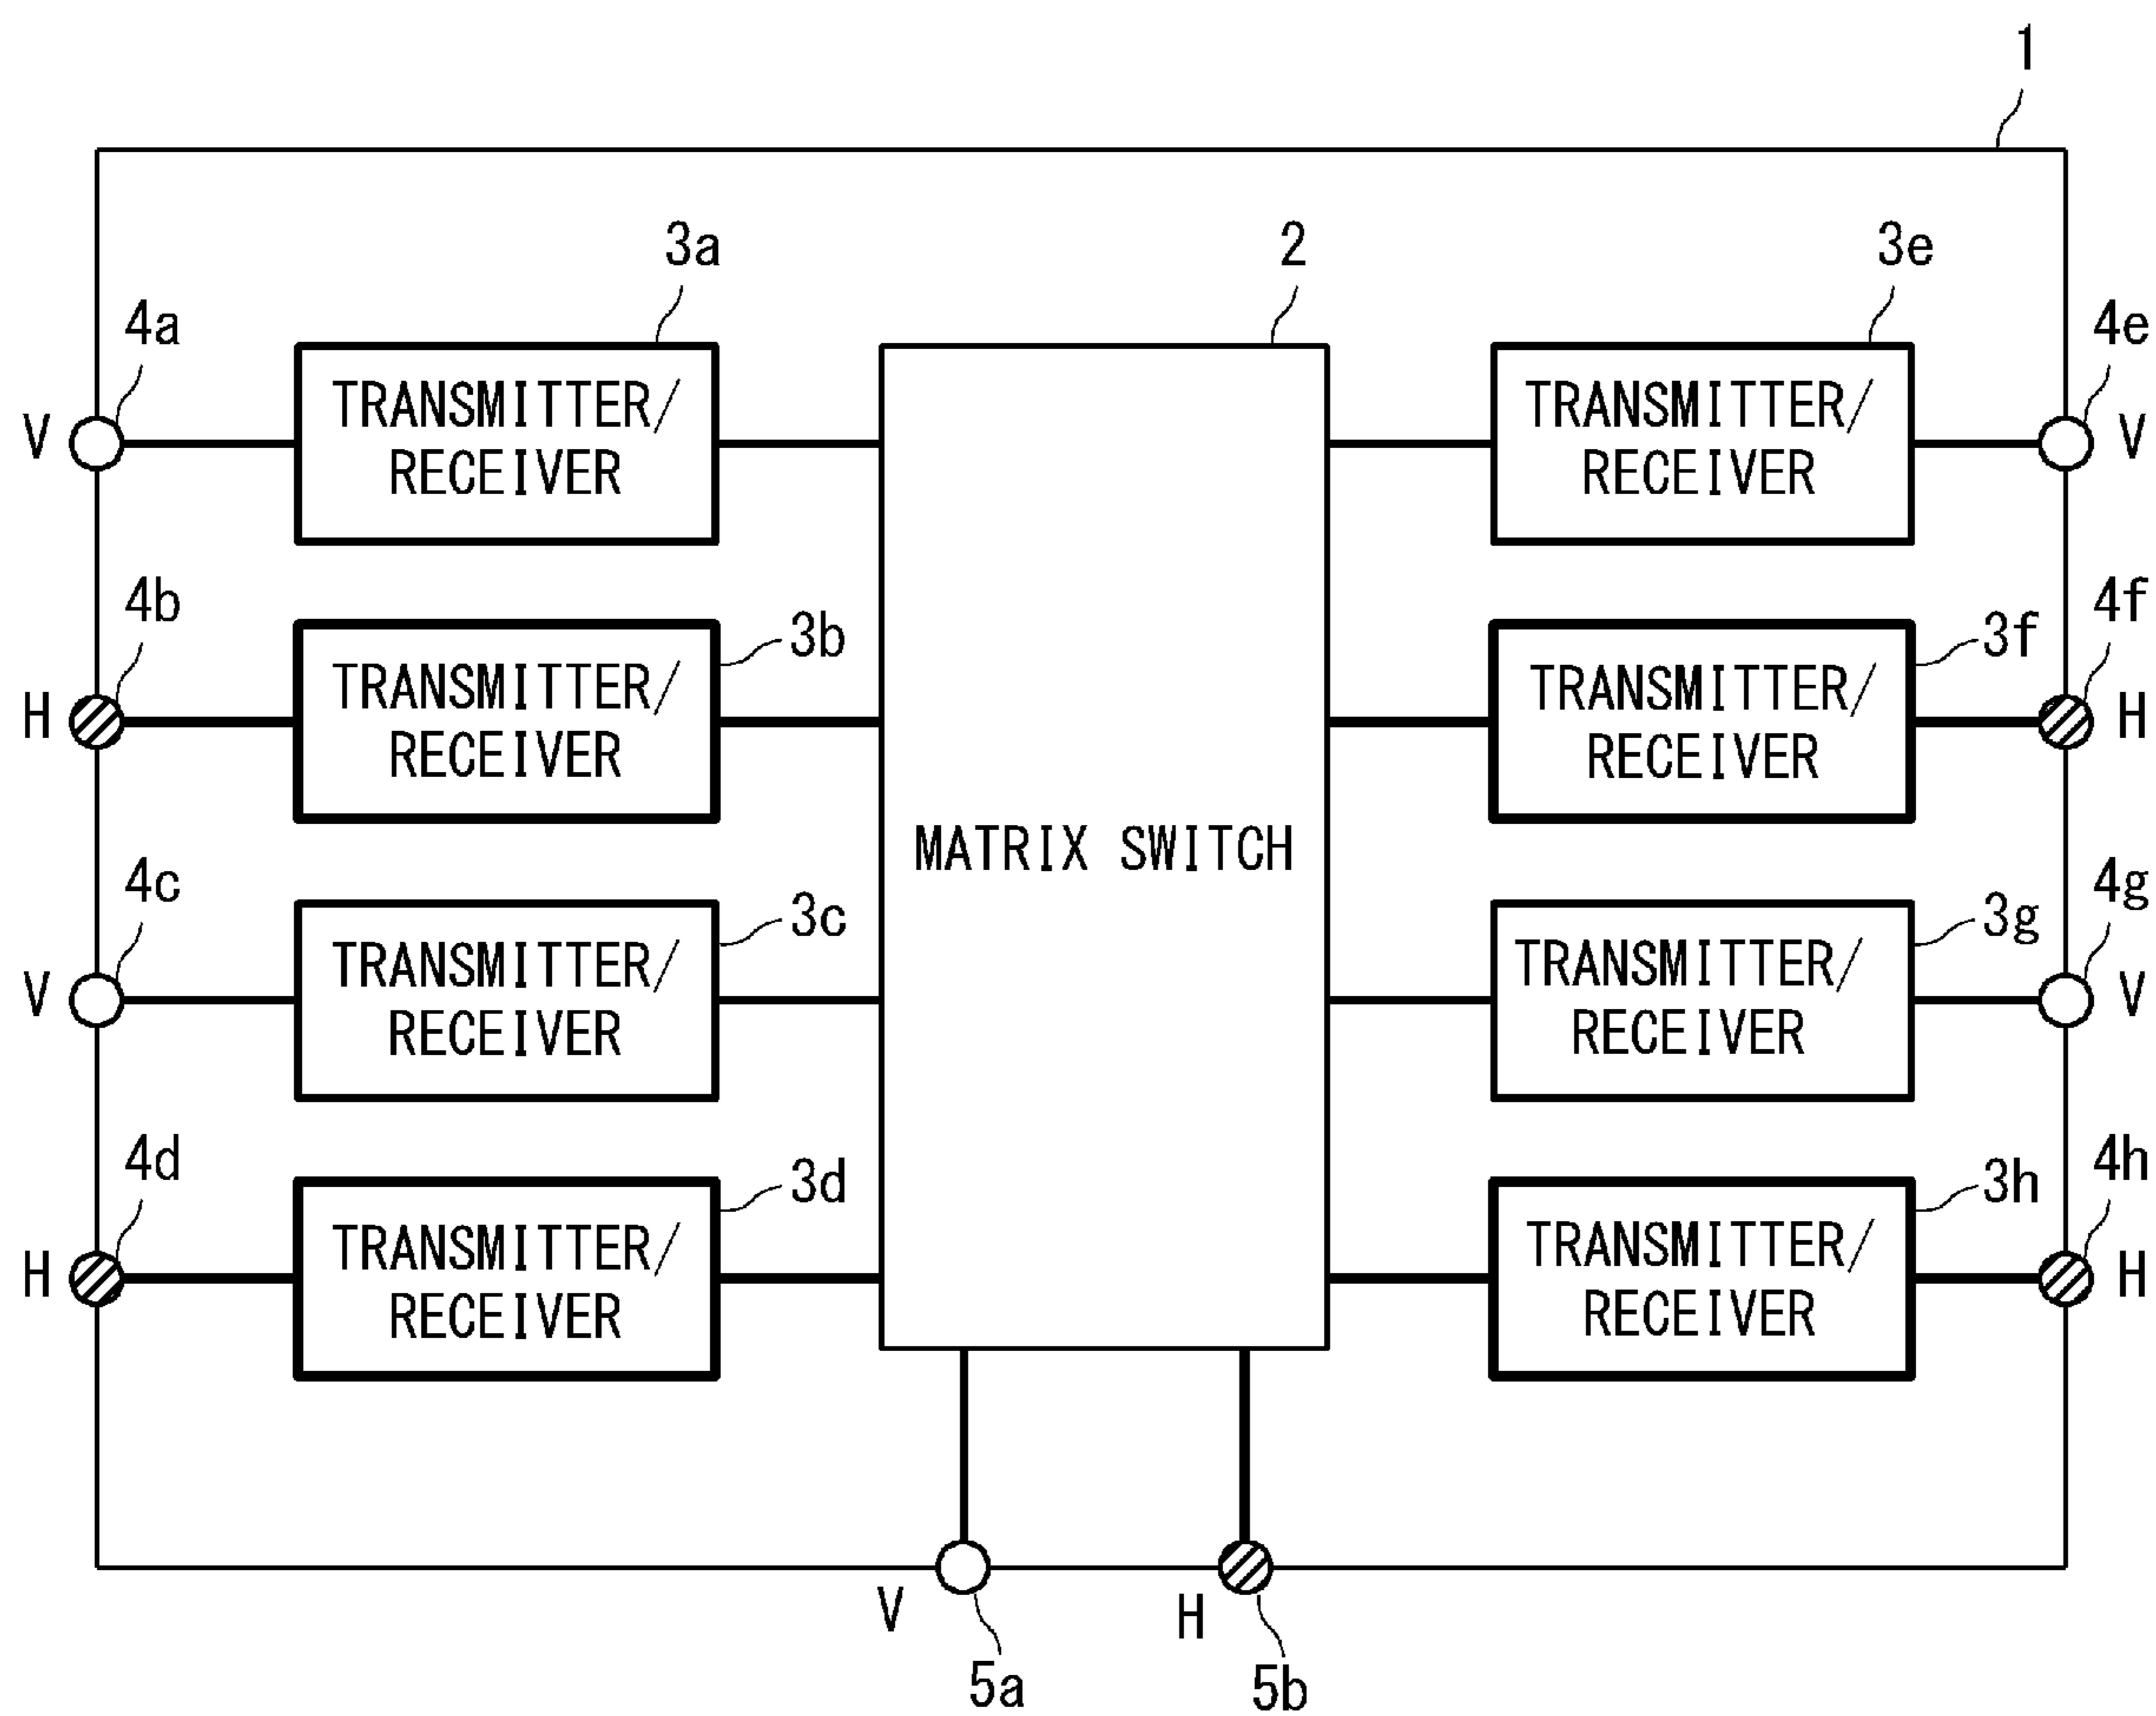 1
3a
2
3e
4a
4e
V
TRANSMITTER/
RECEIVER
TRANSMITTER/
RECEIVER
V
4b
3b
3f
4f
H
TRANSMITTER/
RECEIVER
TRANSMITTER/
RECEIVER
H
MATRIX SWITCH
4c
3c
3g
4g
V
TRANSMITTER/
RECEIVER
TRANSMITTER/
RECEIVER
V
4d
3d
3h
4h
H
TRANSMITTER/
RECEIVER
TRANSMITTER/
RECEIVER
H
V
H
5a
5b